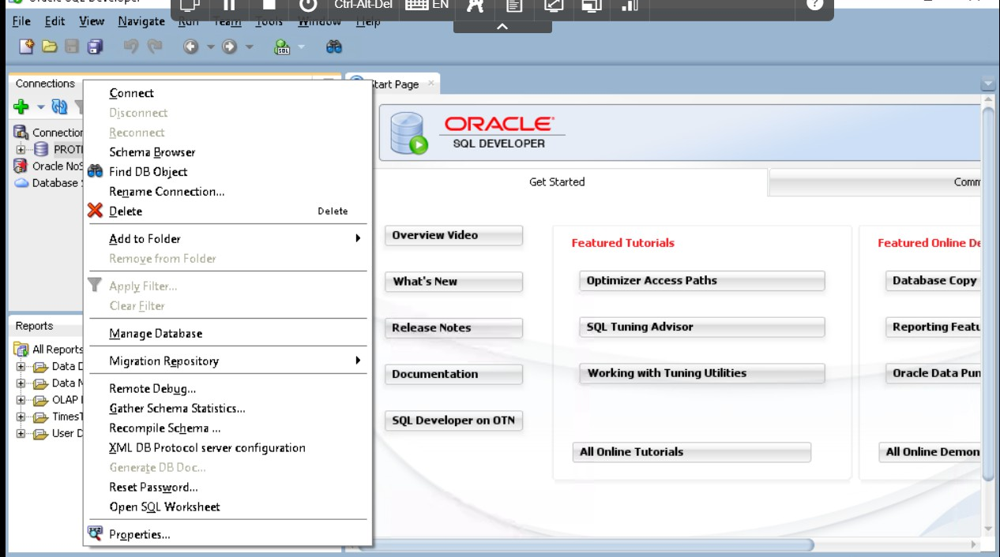 Oracle SQL Developer
Ctrl-Alt-Del
EN
File Edit View Navigate Run Team Tools Window Help
Connections
Start Page
Connect
Disconnect
Reconnect
Schema Browser
Find DB Object
Rename Connection...
Delete Delete
Add to Folder
Remove from Folder
Apply Filter...
Clear Filter
Manage Database
Migration Repository
Remote Debug...
Gather Schema Statistics...
Recompile Schema ...
XML DB Protocol server configuration
Generate DB Doc...
Reset Password...
Open SQL Worksheet
Properties...
Connection
PROT
Oracle NoS
Database
Reports
All Reports
Data D
Data M
OLAP
TimesT
User D
ORACLE
SQL DEVELOPER
Get Started
Comm
Overview Video
What's New
Release Notes
Documentation
SQL Developer on OTN
Featured Tutorials
Optimizer Access Paths
SQL Tuning Advisor
Working with Tuning Utilities
All Online Tutorials
Featured Online De
Database Copy
Reporting Featu
Oracle Data Pum
All Online Demon